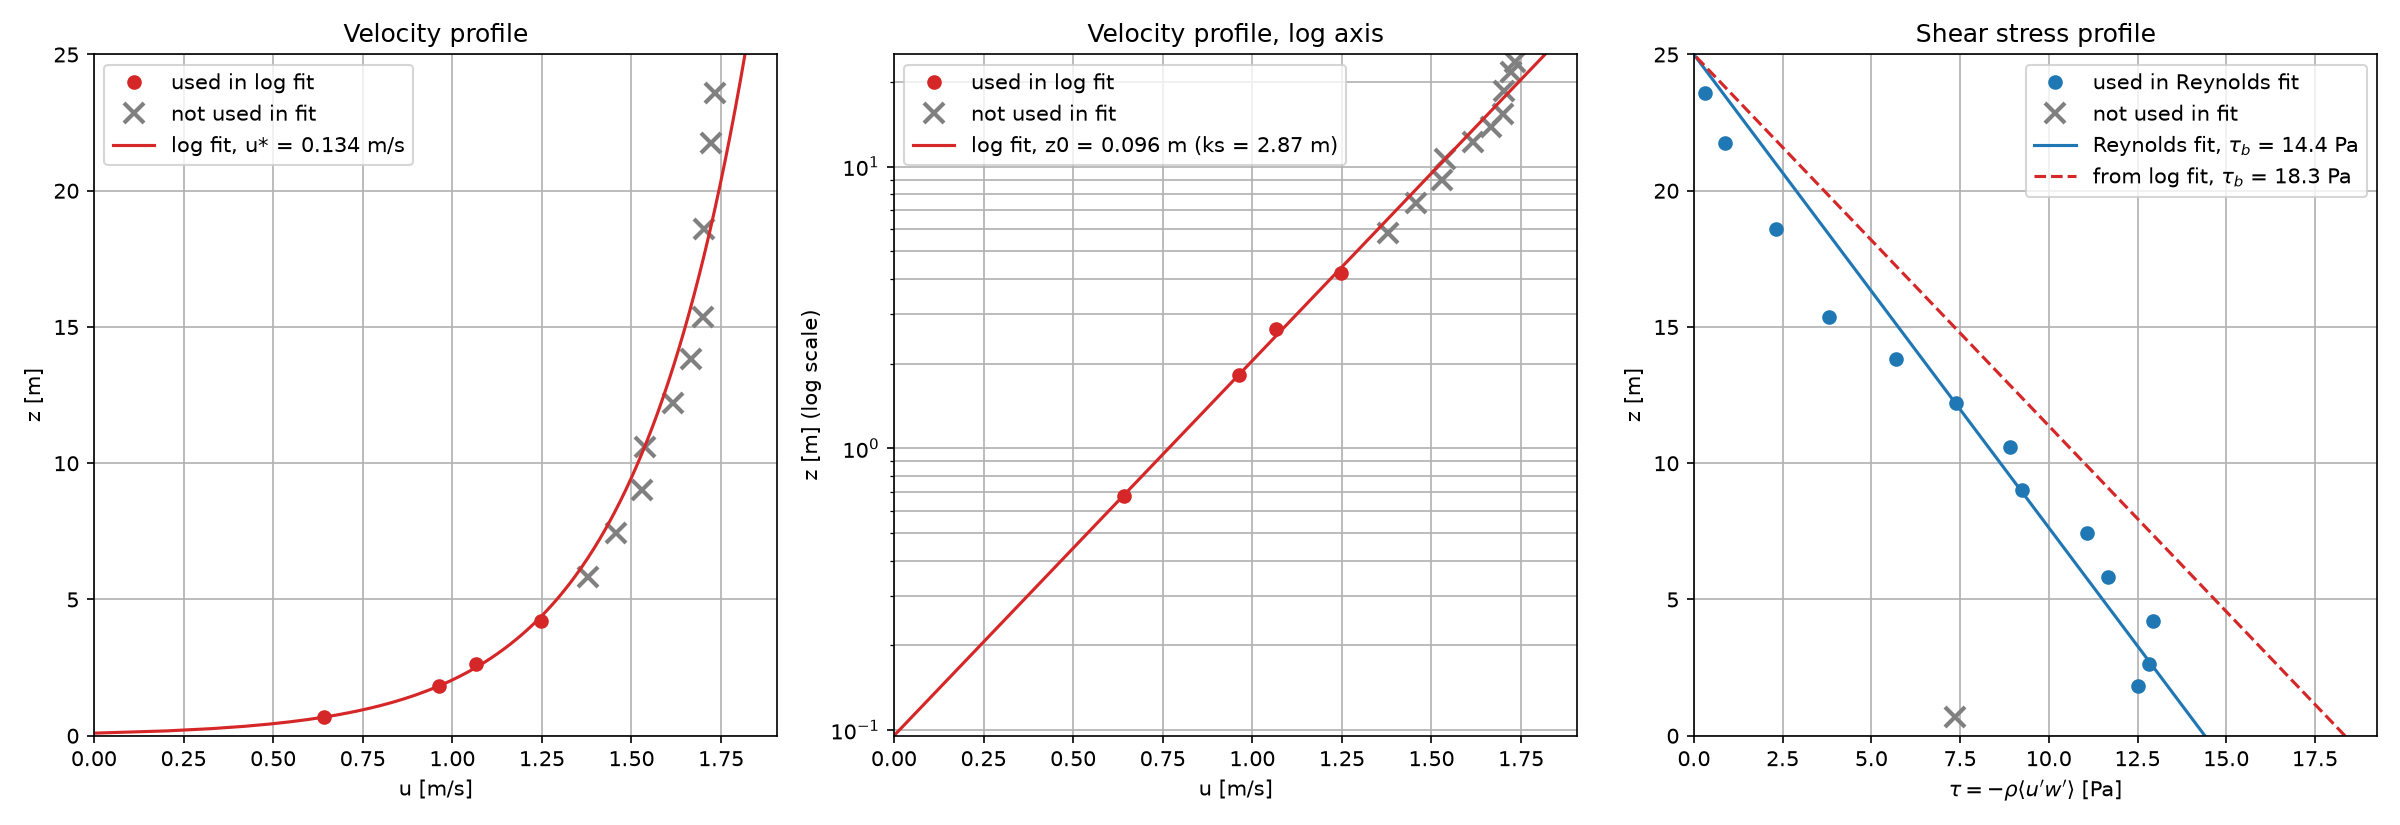 Velocity profile
used in log fit
not used in fit
log fit, u* = 0.134 m/s
z [m]
25
20
15
10
5
0
0.00 0.25 0.50 0.75 1.00 1.25 1.50 1.75
u [m/s]
Velocity profile, log axis
used in log fit
not used in fit
log fit, z0 = 0.096 m (ks = 2.87 m)
z [m] (log scale)
10¹
10⁰
10⁻¹
0.00 0.25 0.50 0.75 1.00 1.25 1.50 1.75
u [m/s]
Shear stress profile
used in Reynolds fit
not used in fit
Reynolds fit, τ_b = 14.4 Pa
from log fit, τ_b = 18.3 Pa
z [m]
25
20
15
10
5
0
0.0 2.5 5.0 7.5 10.0 12.5 15.0 17.5
τ = −ρ⟨u′w′⟩ [Pa]